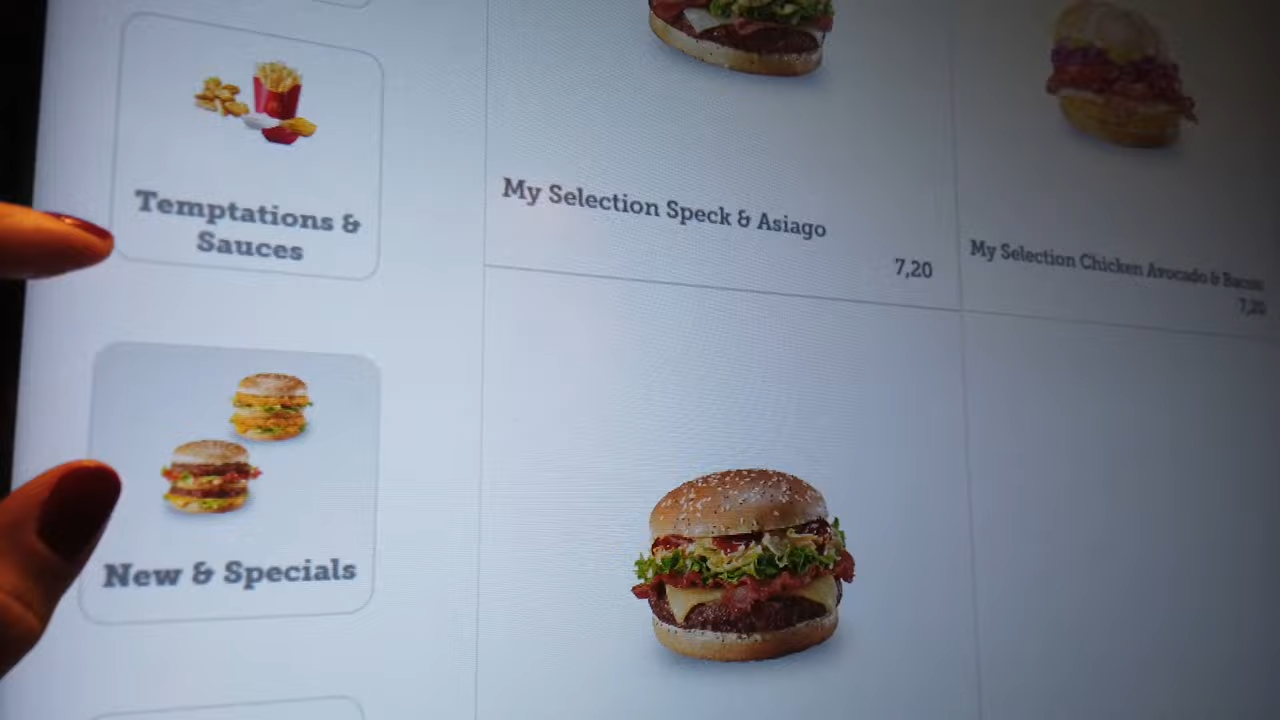 Temptations &
Sauces
New & Specials
My Selection Speck & Asiago
7,20
My Selection Chicken Avocado & Bacon
7,20